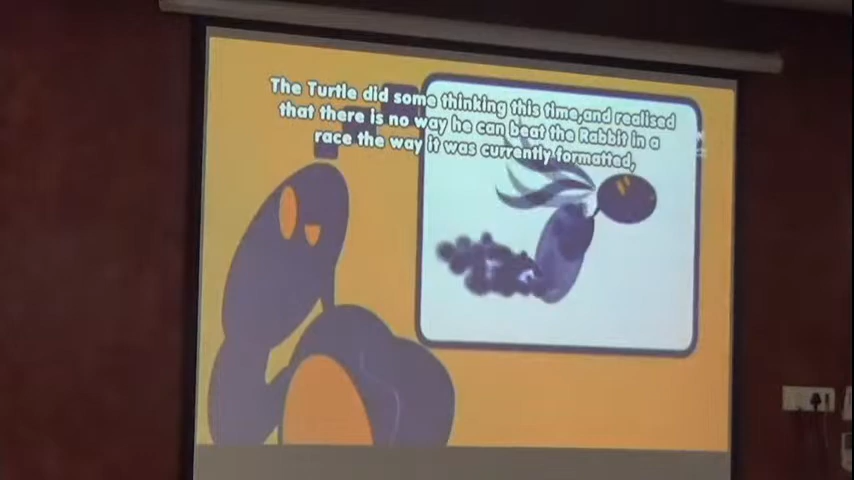 The Turtle did some thinking this time,and realised
that there is no way he can beat the Rabbit in a
race the way it was currently formatted,